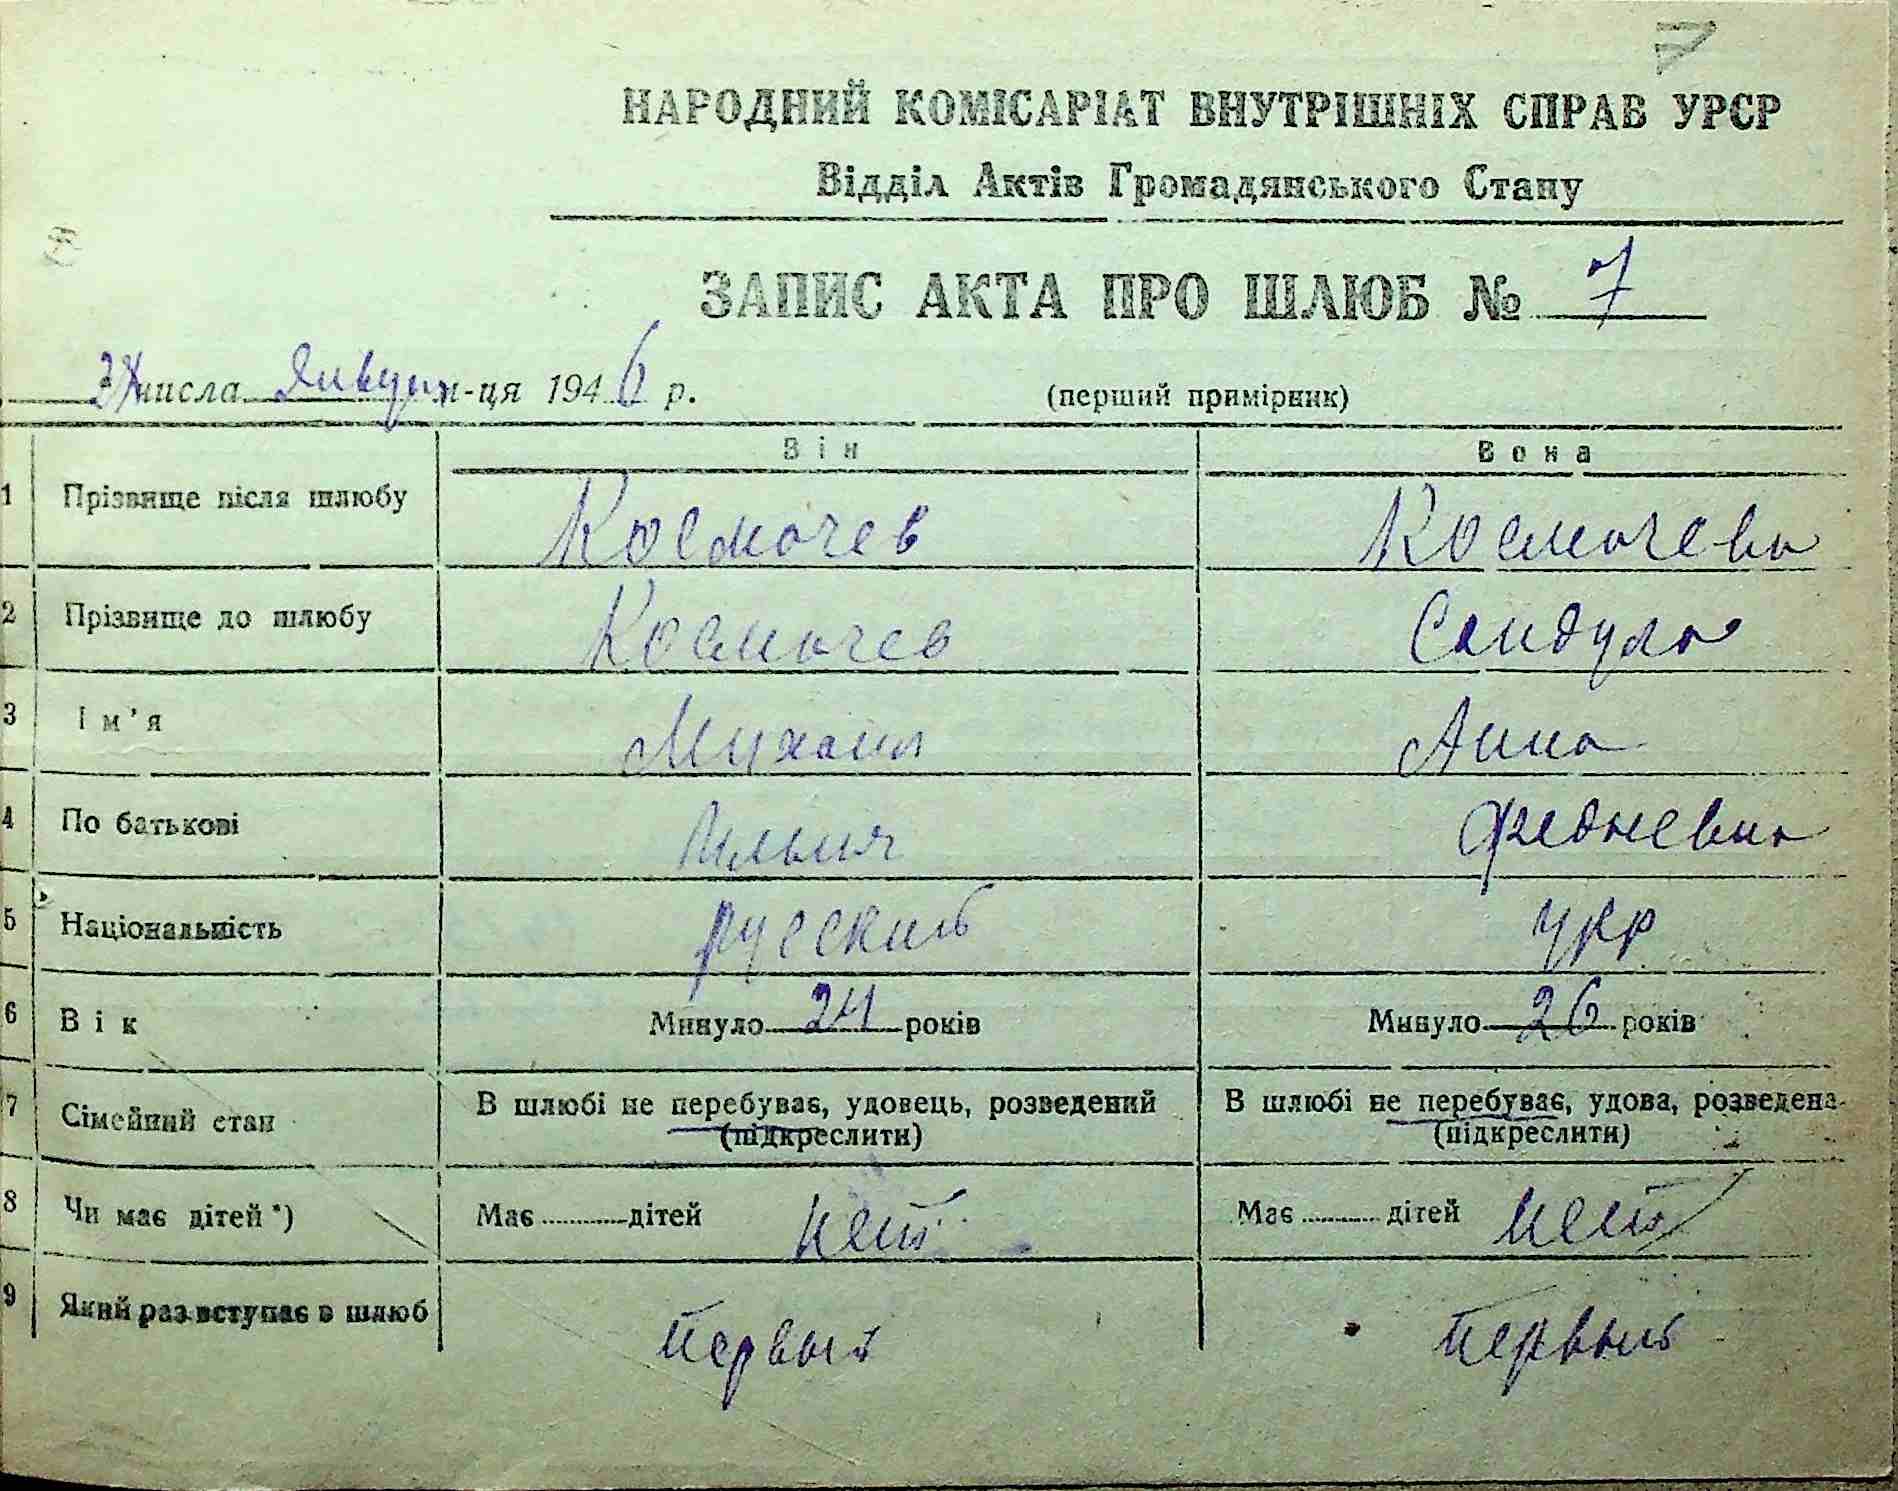 НАРОДНИЙ КОМІСАРІАТ ВНУТРІШНІХ СПРАВ УРСР
Відділ Актів Громадянського Стану
ЗАПИС АКТА ПРО ШЛЮБ № 7
числа Января м-ця 1946 р. (перший примірник)
Він Вона
1 Прізвище після шлюбу Космачев Космачева
2 Прізвище до шлюбу Космачев Сандула
3 Ім'я Михаил Анна
4 По батькові Ильич
5 Національність русский укр
6 Вік Минуло 24 років Минуло 26 років
7 Сімейний стан В шлюбі не перебуває, удовець, розведений В шлюбі не перебуває, удова, розведена
(підкреслити) (підкреслити)
8 Чи має дітей *) Має ............ дітей нет Має ............ дітей нет
9 Який раз вступає в шлюб первый первый